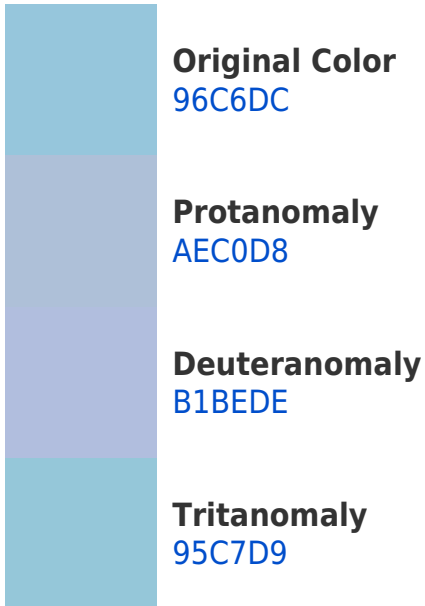 Original Color
96C6DC
Protanomaly
AEC0D8
Deuteranomaly
B1BEDE
Tritanomaly
95C7D9